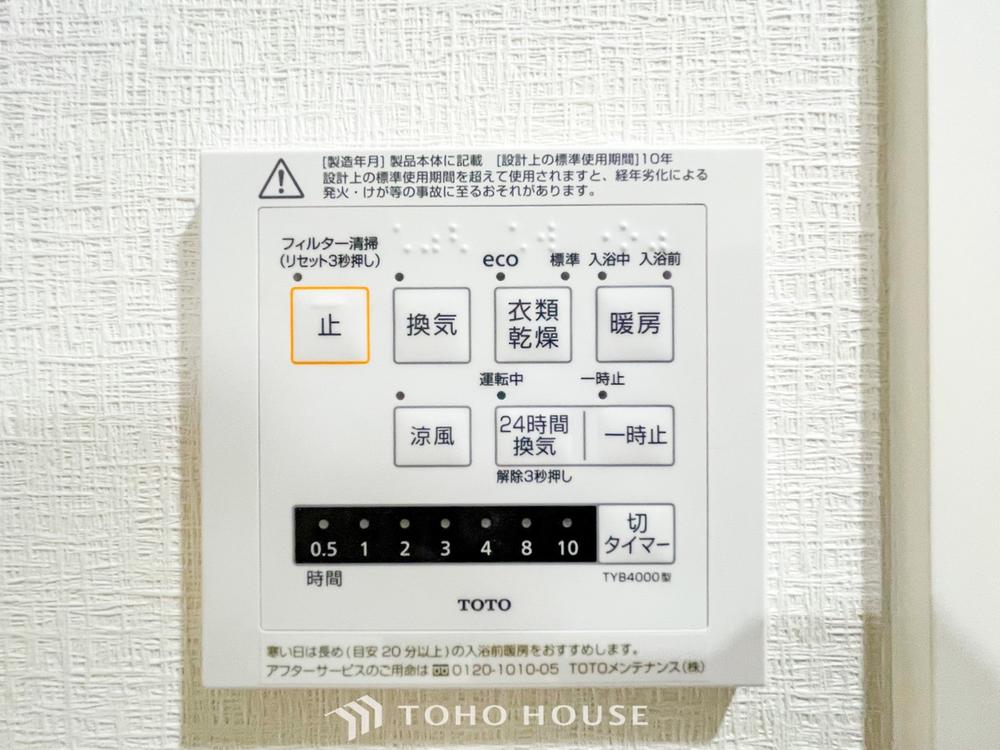 [製造年月] 製品本体に記載 [設計上の標準使用期間]10年
設計上の標準使用期間を超えて使用されますと、経年劣化による
発火・けが等の事故に至るおそれがあります。
フィルター清掃
(リセット3秒押し)
eco 標準 入浴中 入浴前
止 換気 衣類 暖房
乾燥
運転中 一時止
涼風 24時間 一時止
換気
解除3秒押し
0.5 1 2 3 4 8 10 切
タイマー
時間 TYB4000型
TOTO
寒い日は長め(目安 20 分以上)の入浴前暖房をおすすめします。
アフターサービスのご用命は 0120-1010-05 TOTOメンテナンス(株)
TOHO HOUSE